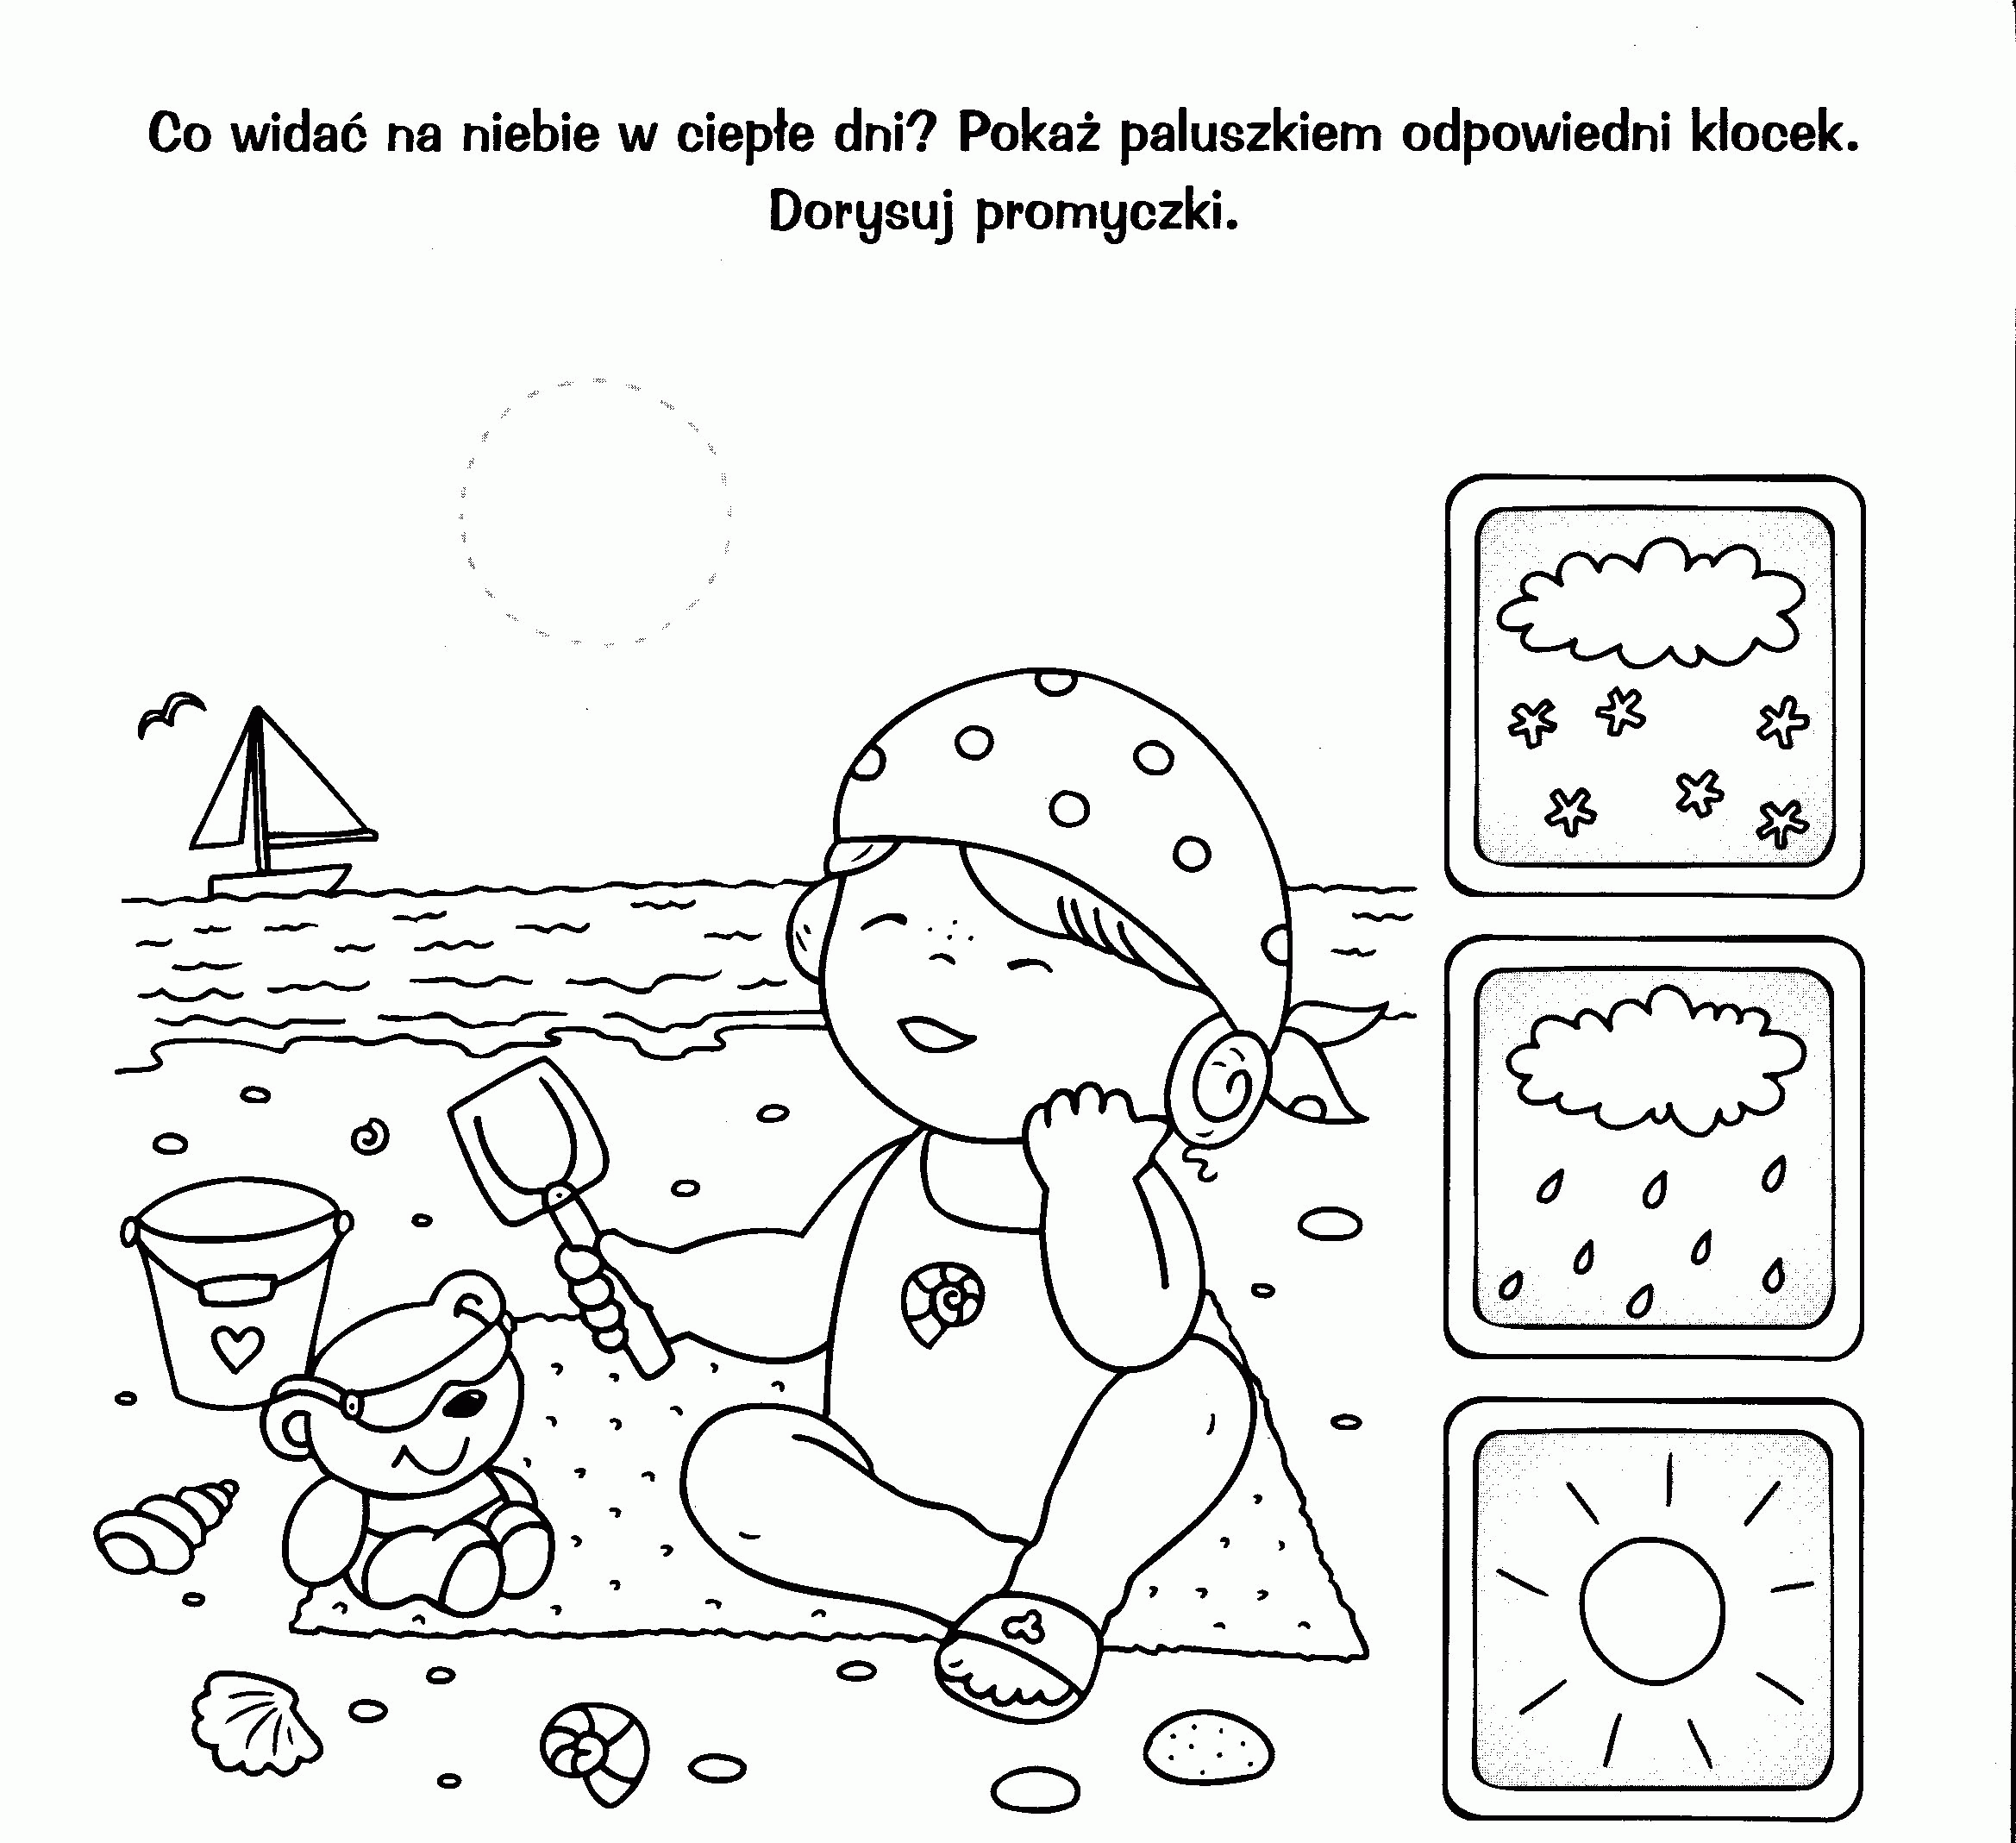 Co widać na niebie w ciepłe dni? Pokaż paluszkiem odpowiedni klocek.
Dorysuj promyczki.